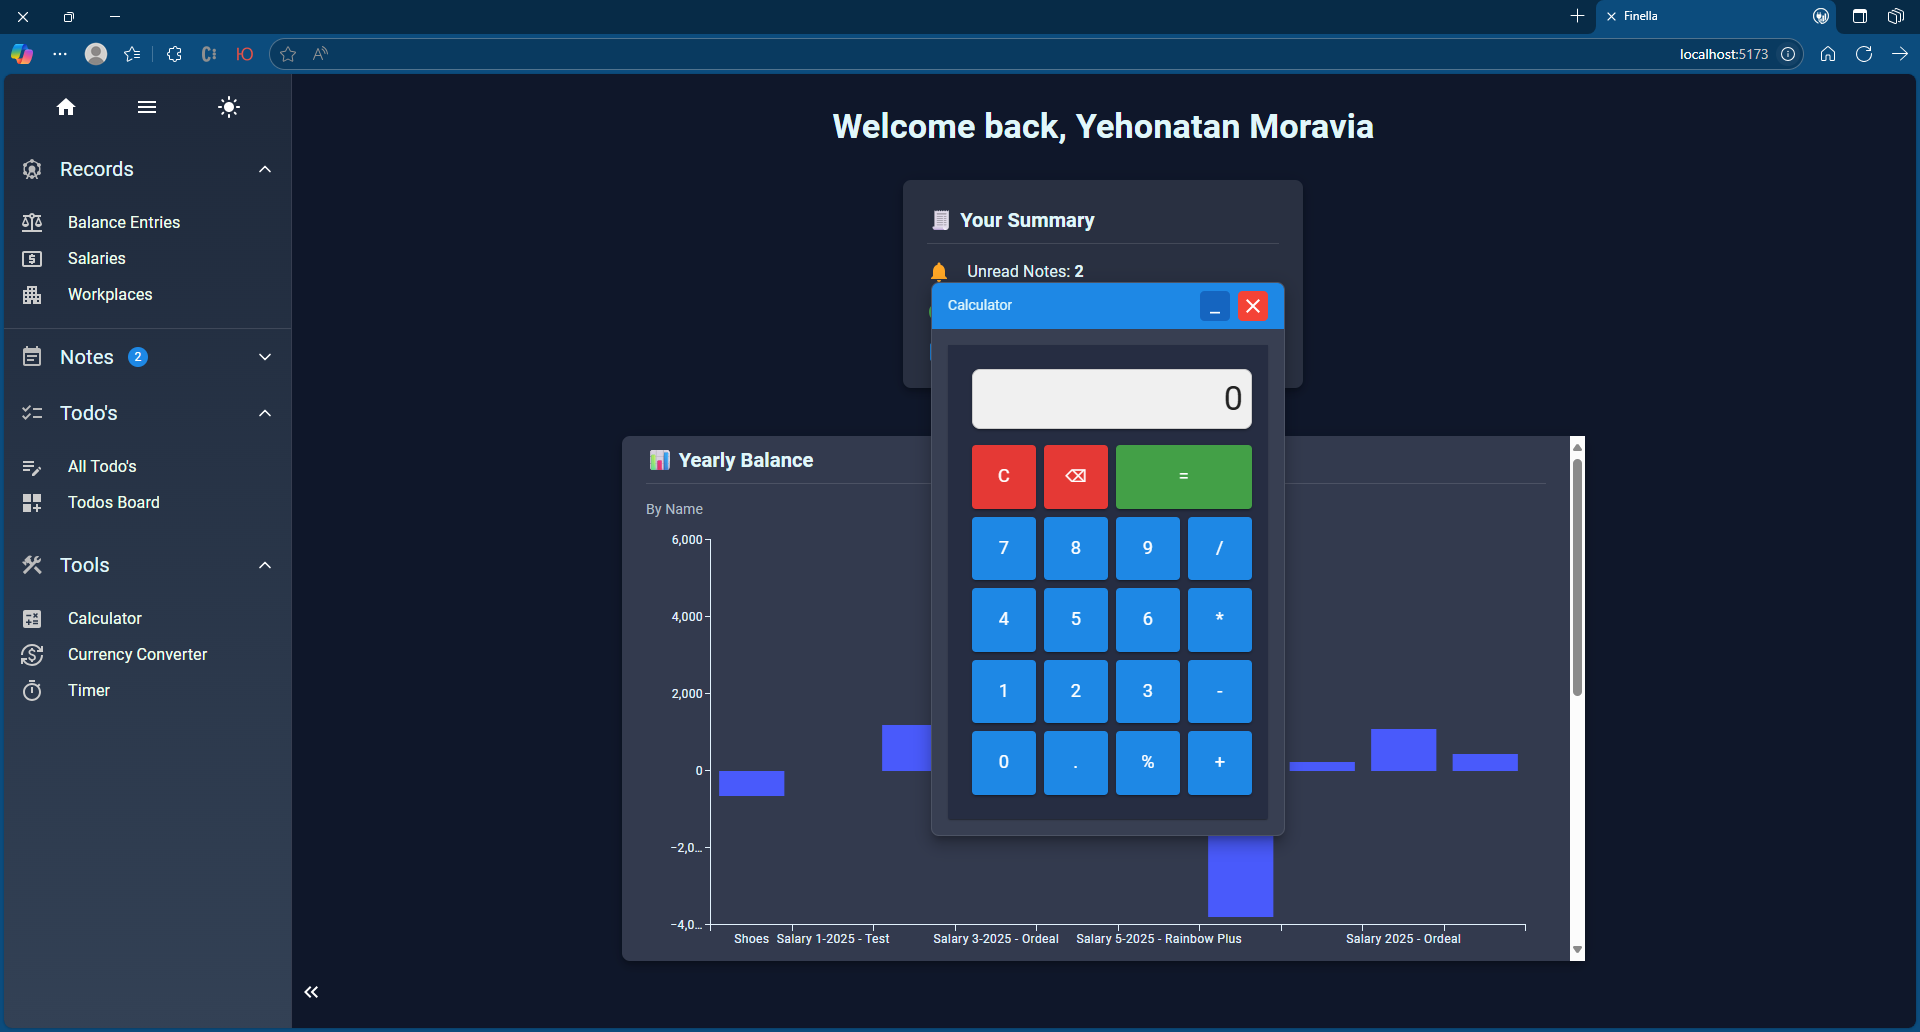 Finella
localhost:5173
Welcome back, Yehonatan Moravia
Records
Balance Entries
Salaries
Workplaces
Notes 2
Todo's
All Todo's
Todos Board
Tools
Calculator
Currency Converter
Timer
Your Summary
Unread Notes: 2
Calculator
0
C ⌫ =
7 8 9 /
4 5 6 *
1 2 3 -
0 . % +
Yearly Balance
By Name
6,000
4,000
2,000
0
−2,0...
−4,0...
Shoes Salary 1-2025 - Test Salary 3-2025 - Ordeal Salary 5-2025 - Rainbow Plus Salary 2025 - Ordeal